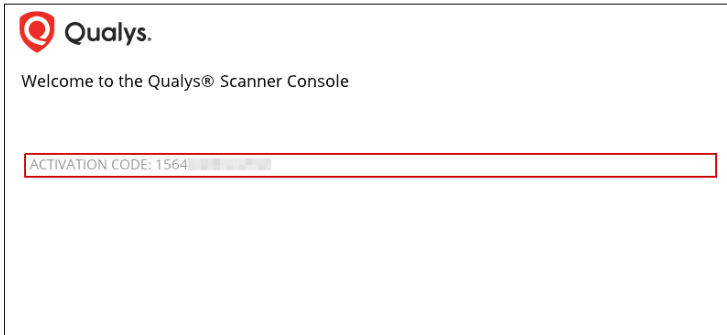 Qualys.
Welcome to the Qualys® Scanner Console
ACTIVATION CODE: 1564